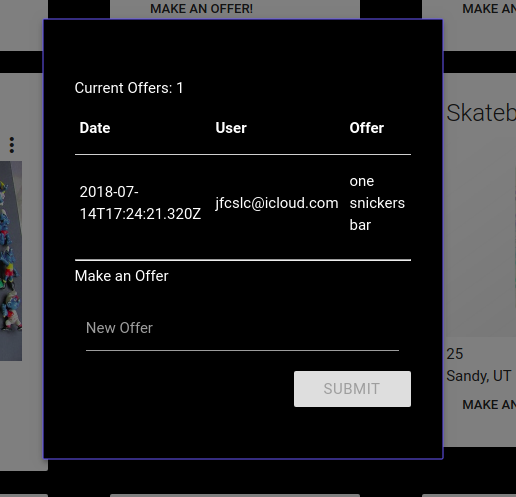 MAKE AN OFFER!
MAKE AN
Current Offers: 1
Date User Offer
2018-07-
14T17:24:21.320Z
jfcslc@icloud.com
one
snickers
bar
Make an Offer
New Offer
SUBMIT
Skateb
25
Sandy, UT
MAKE AN